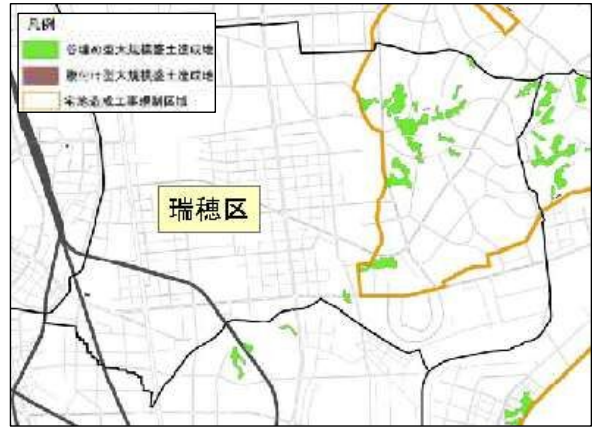 凡例
谷埋め型大規模盛土造成地
腹付け型大規模盛土造成地
宅地造成工事規制区域
瑞穂区